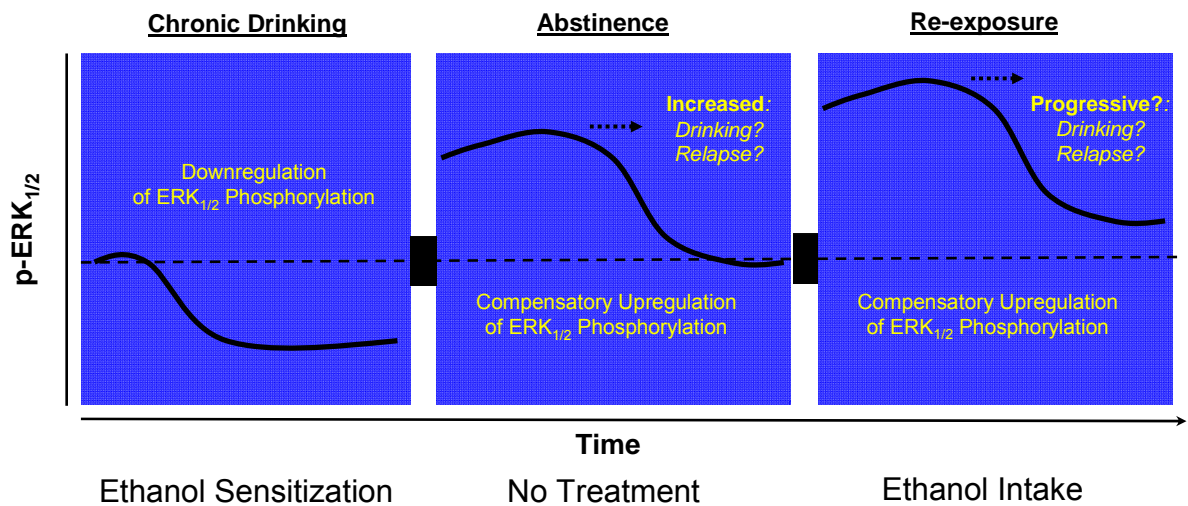 Chronic Drinking
Abstinence
Re-exposure
p-ERK1/2
Downregulation
of ERK1/2 Phosphorylation
Increased:
Drinking?
Relapse?
Compensatory Upregulation
of ERK1/2 Phosphorylation
Progressive?:
Drinking?
Relapse?
Compensatory Upregulation
of ERK1/2 Phosphorylation
Time
Ethanol Sensitization
No Treatment
Ethanol Intake